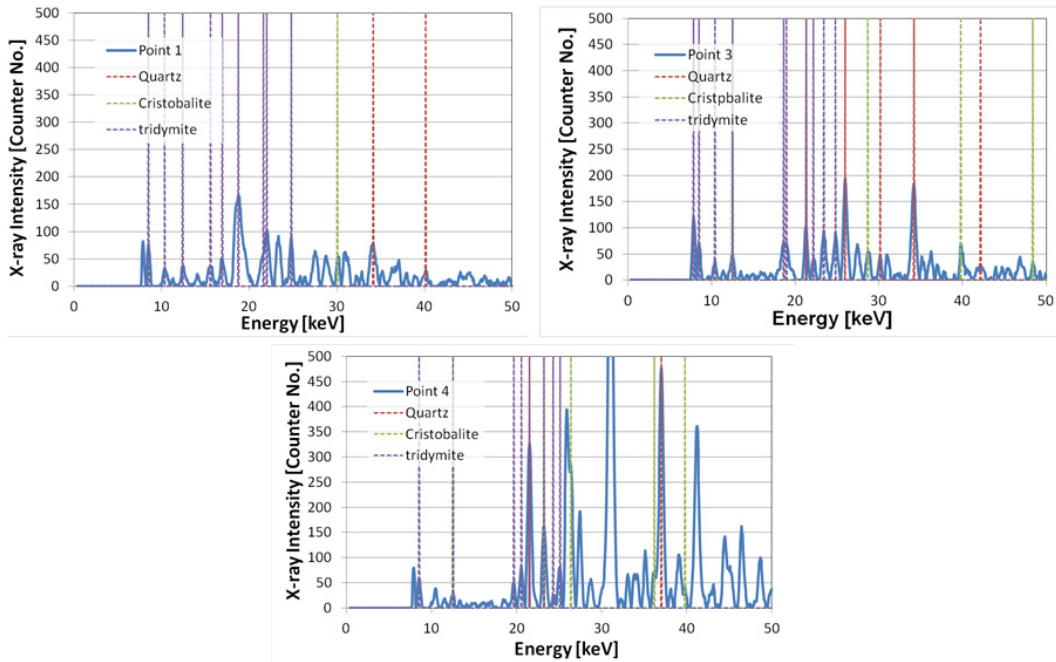 X-ray Intensity [Counter No.]
500
450
400
350
300
250
200
150
100
50
0
Point 1
Quartz
Cristobalite
tridymite
0 10 20 30 40 50
Energy [keV]
X-ray Intensity [Counter No.]
500
450
400
350
300
250
200
150
100
50
0
Point 3
Quartz
Cristpbalite
tridymite
0 10 20 30 40 50
Energy [keV]
X-ray Intensity [Counter No.]
500
450
400
350
300
250
200
150
100
50
0
Point 4
Quartz
Cristobalite
tridymite
0 10 20 30 40 50
Energy [keV]